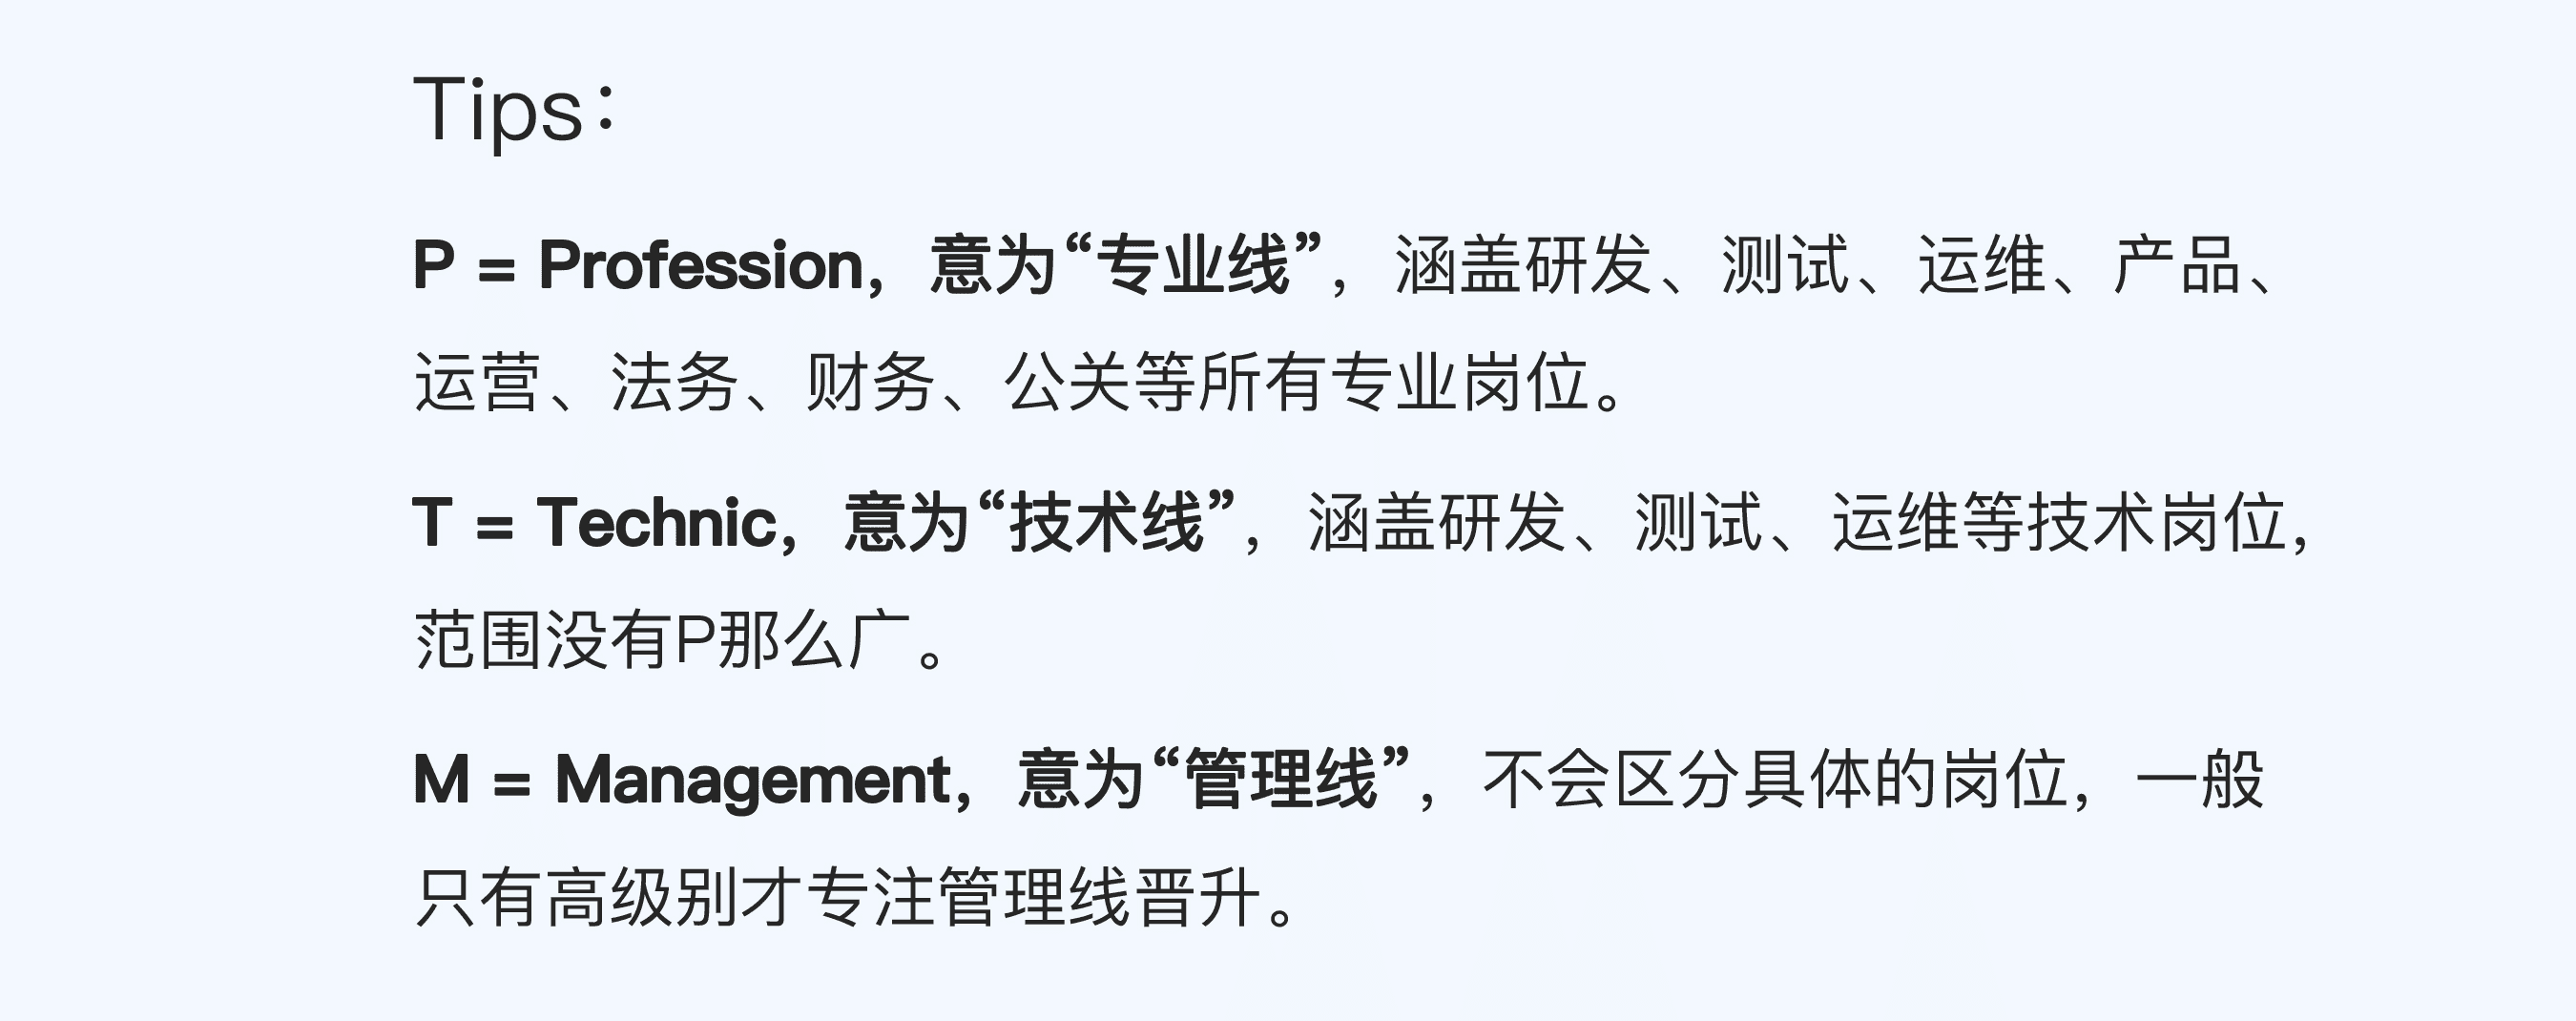 Tips：
P = Profession，意为“专业线”，涵盖研发、测试、运维、产品、
运营、法务、财务、公关等所有专业岗位。
T = Technic，意为“技术线”，涵盖研发、测试、运维等技术岗位，
范围没有P那么广。
M = Management，意为“管理线”，不会区分具体的岗位，一般
只有高级别才专注管理线晋升。